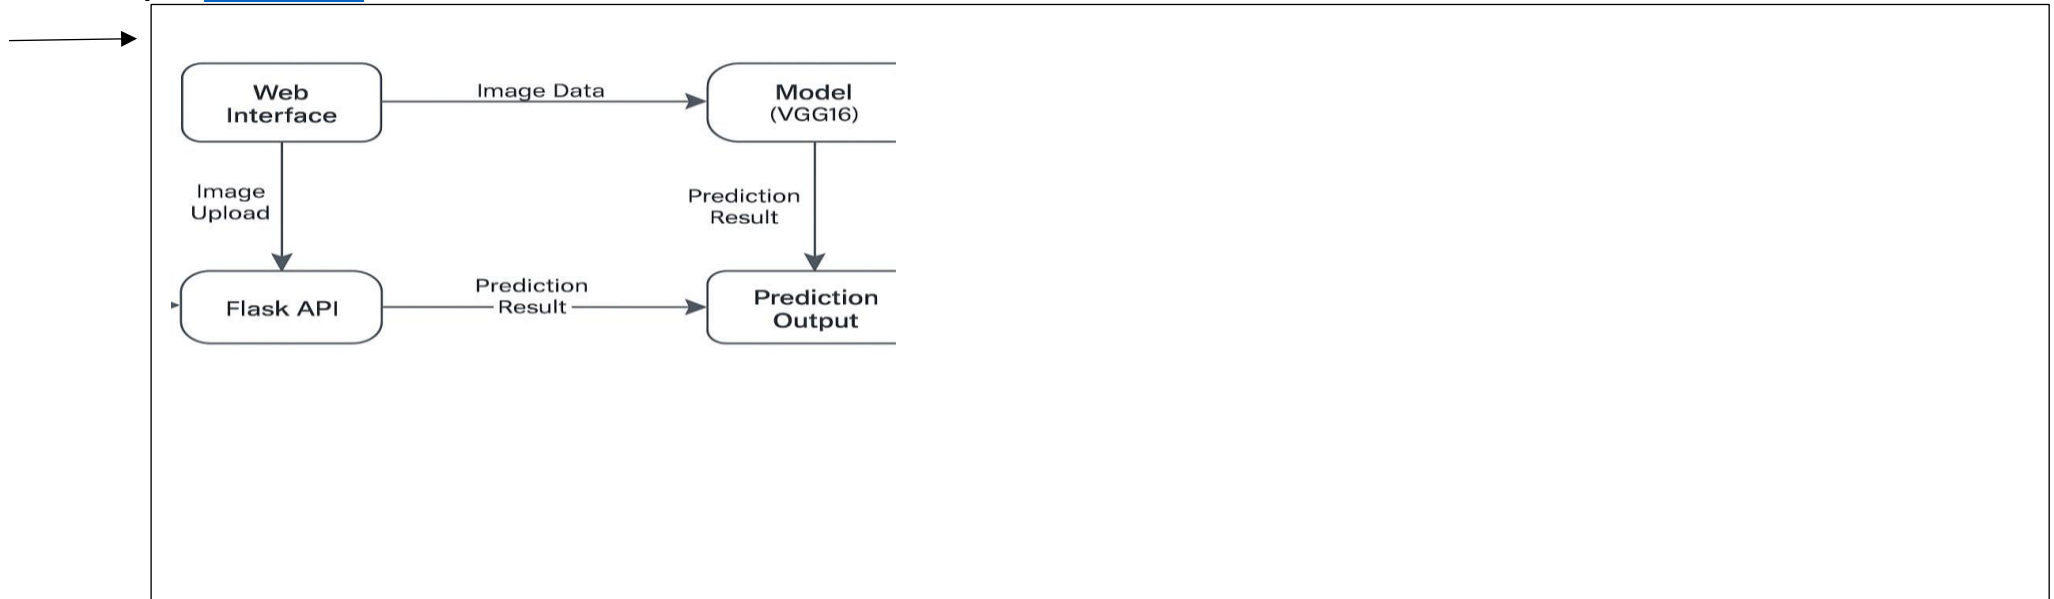 Web
Interface
Image Data
Model
(VGG16)
Image
Upload
Prediction
Result
Flask API
Prediction
Result
Prediction
Output